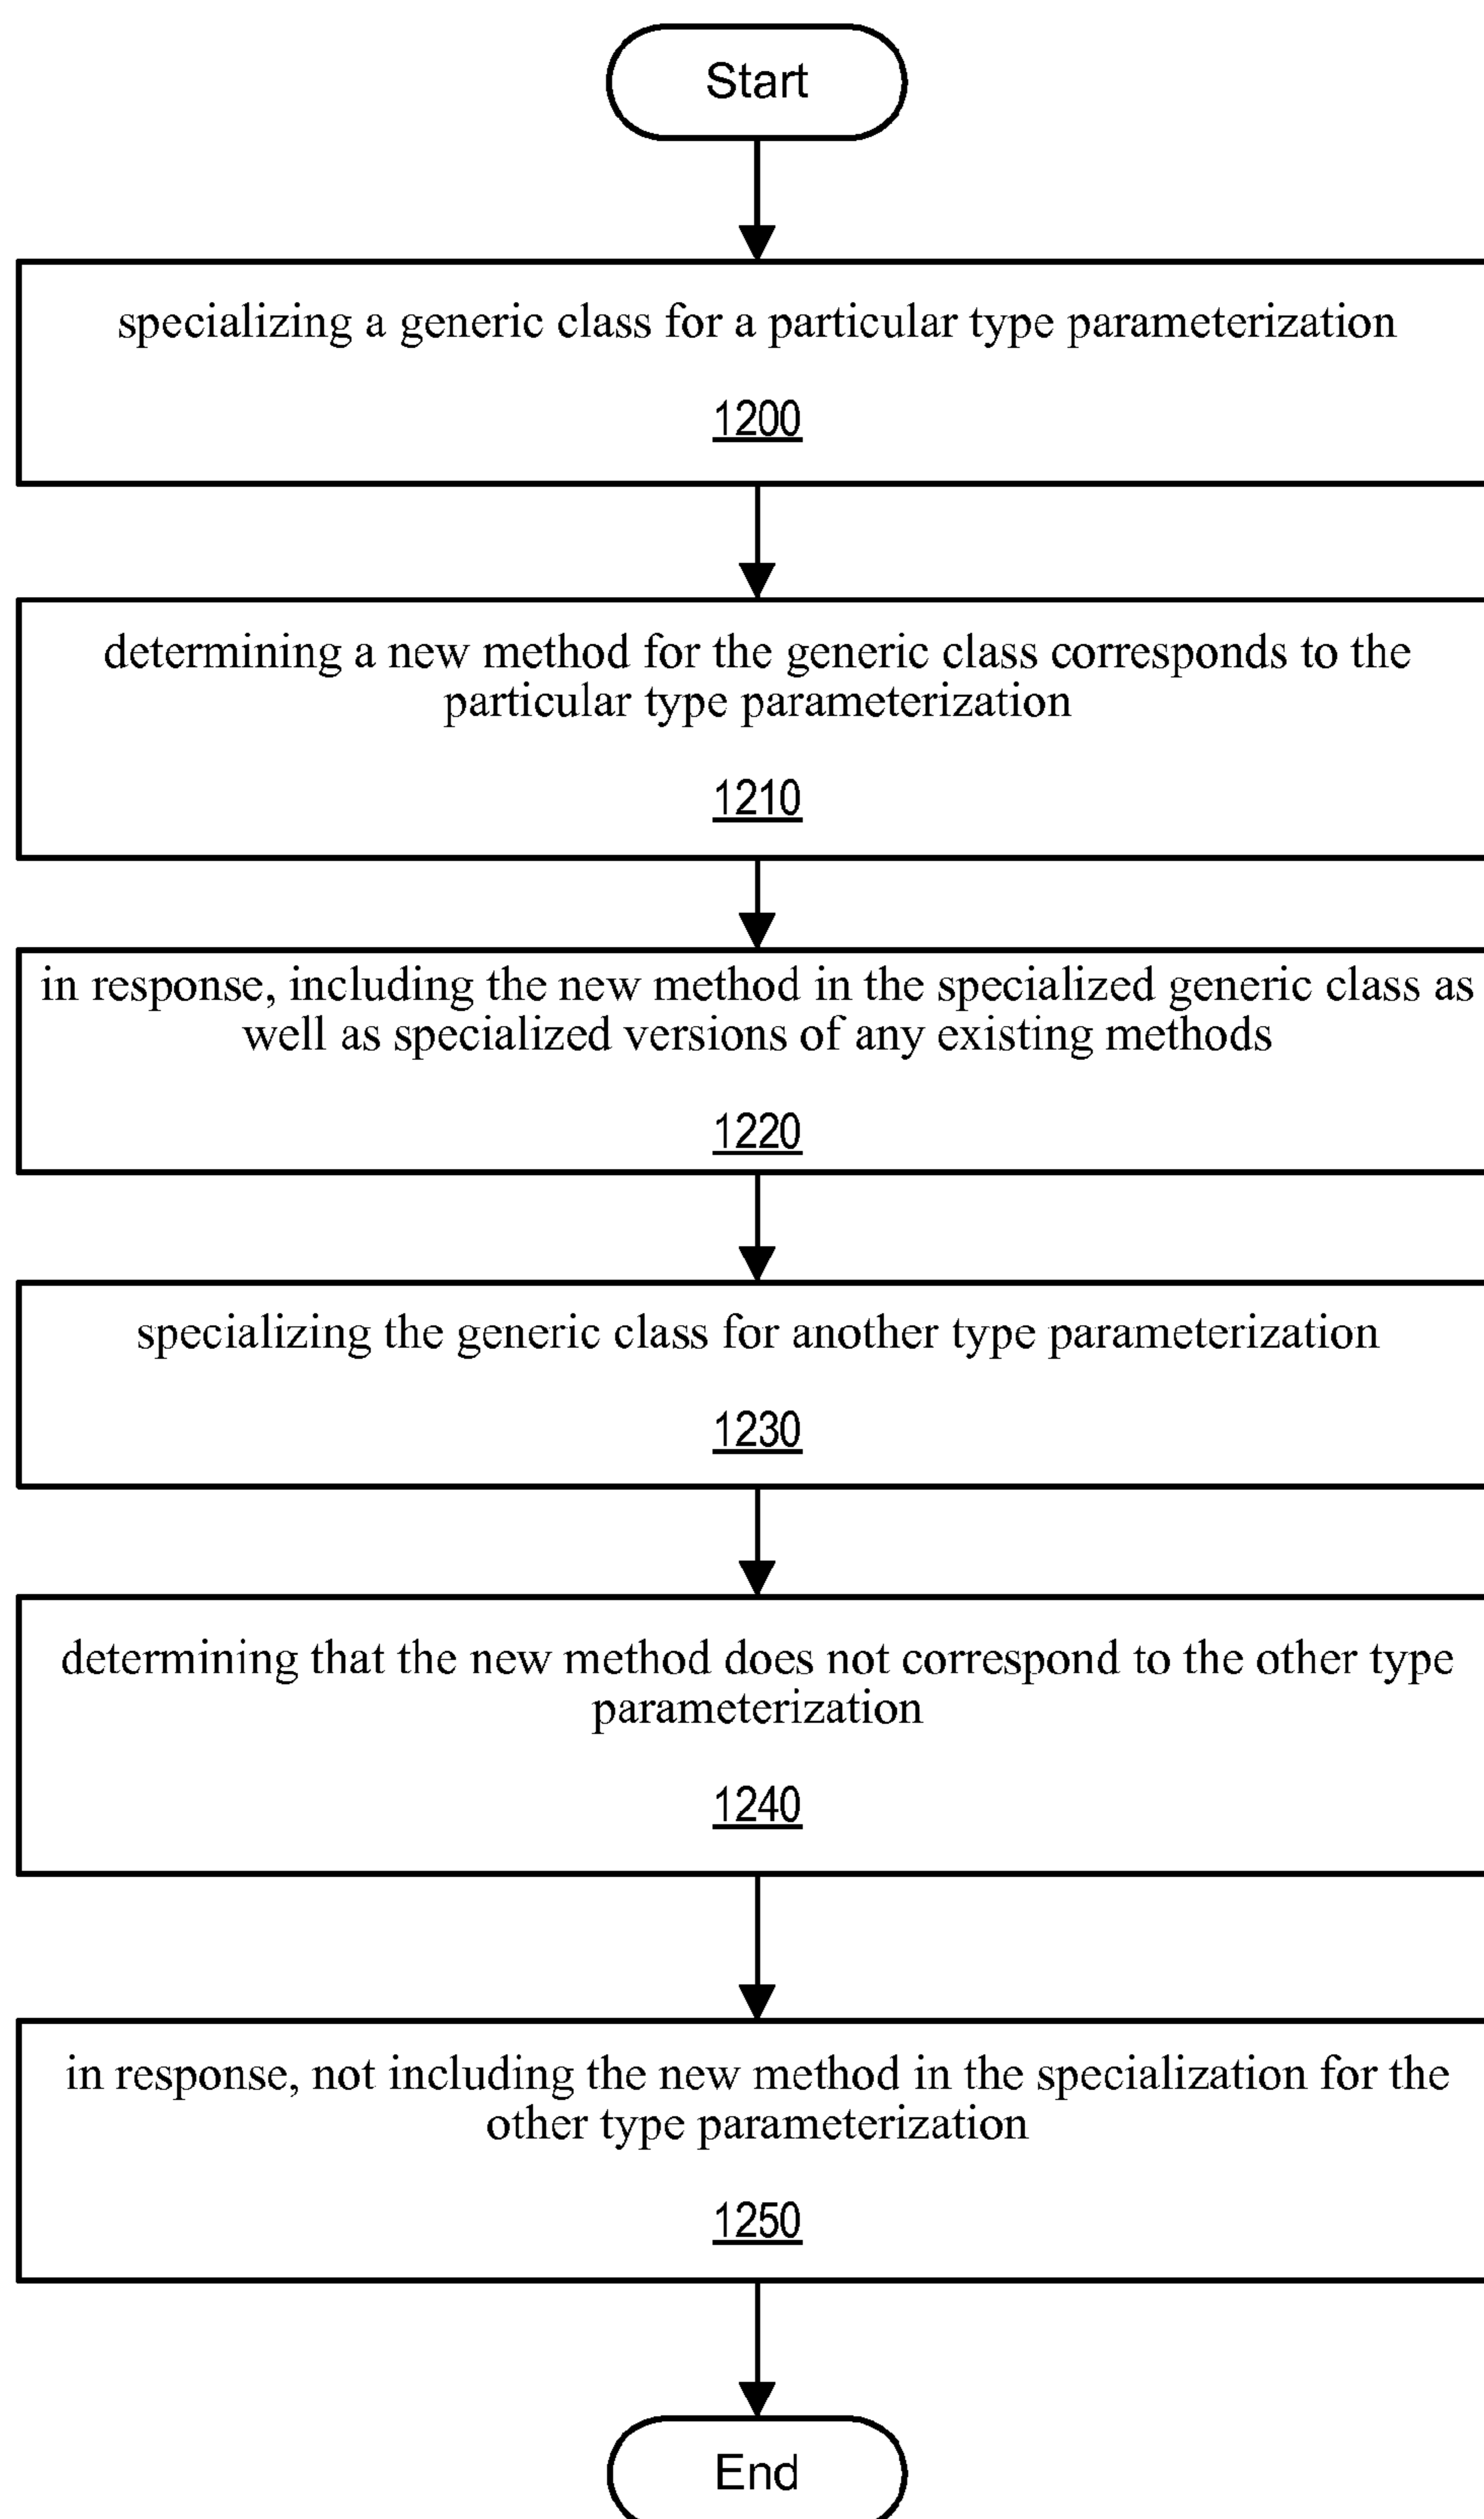 Start
specializing a generic class for a particular type parameterization
1200
determining a new method for the generic class corresponds to the
particular type parameterization
1210
in response, including the new method in the specialized generic class as
well as specialized versions of any existing methods
1220
specializing the generic class for another type parameterization
1230
determining that the new method does not correspond to the other type
parameterization
1240
in response, not including the new method in the specialization for the
other type parameterization
1250
End